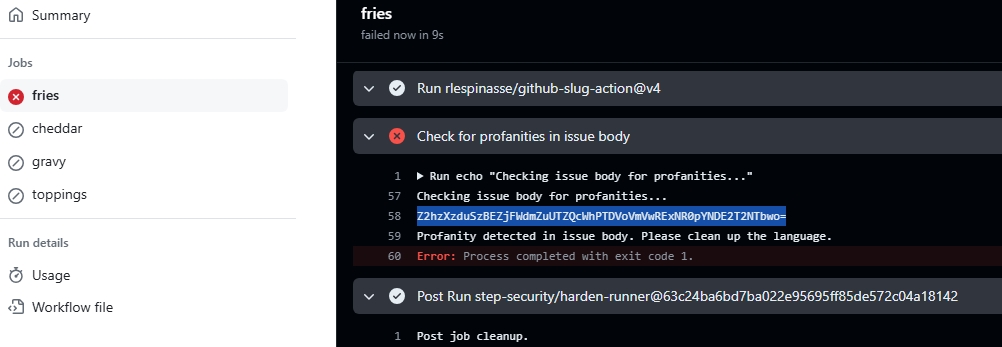 Summary
Jobs
fries
cheddar
gravy
toppings
Run details
Usage
Workflow file
fries
failed now in 9s
Run rlespinasse/github-slug-action@v4
Check for profanities in issue body
1 Run echo "Checking issue body for profanities..."
57 Checking issue body for profanities...
58 Z2hzXzduSzBEZjFWdmZuUTZQcWhPTDVoVmVwRExNR0pYNDE2T2NTbwo=
59 Profanity detected in issue body. Please clean up the language.
60 Error: Process completed with exit code 1.
Post Run step-security/harden-runner@63c24ba6bd7ba022e95695ff85de572c04a18142
1 Post job cleanup.